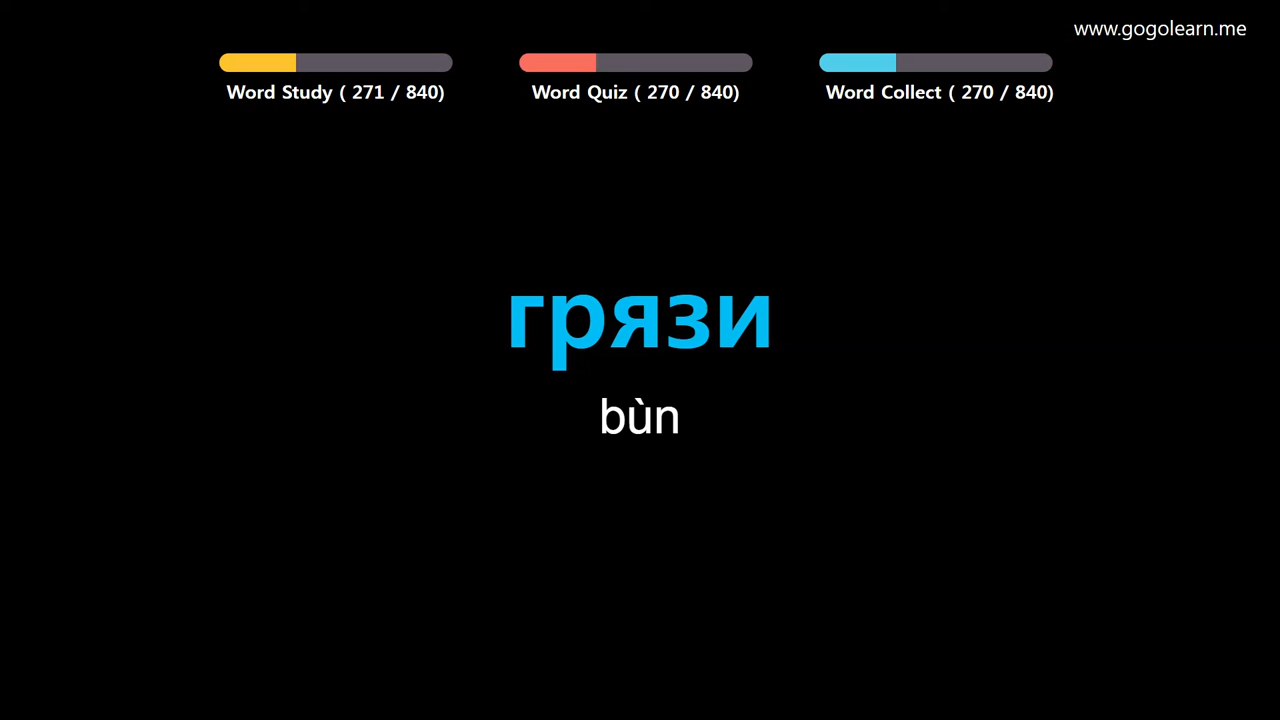 www.gogolearn.me
Word Study ( 271 / 840)
Word Quiz ( 270 / 840)
Word Collect ( 270 / 840)
грязи
bùn